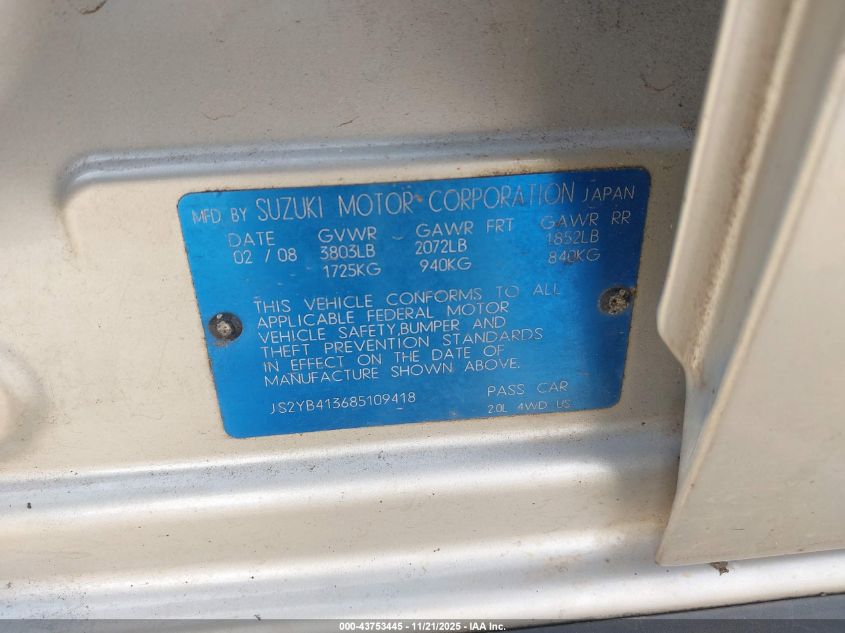 MFD. BY SUZUKI MOTOR CORPORATION JAPAN
DATE GVWR GAWR FRT GAWR RR
02 / 08 3803LB 2072LB 1852LB
1725KG 940KG 840KG
THIS VEHICLE CONFORMS TO ALL
APPLICABLE FEDERAL MOTOR
VEHICLE SAFETY,BUMPER AND
THEFT PREVENTION STANDARDS
IN EFFECT ON THE DATE OF
MANUFACTURE SHOWN ABOVE.
JS2YB413685109418 PASS CAR
2.0L 4WD US
000-43753445 - 11/21/2025 - IAA Inc.